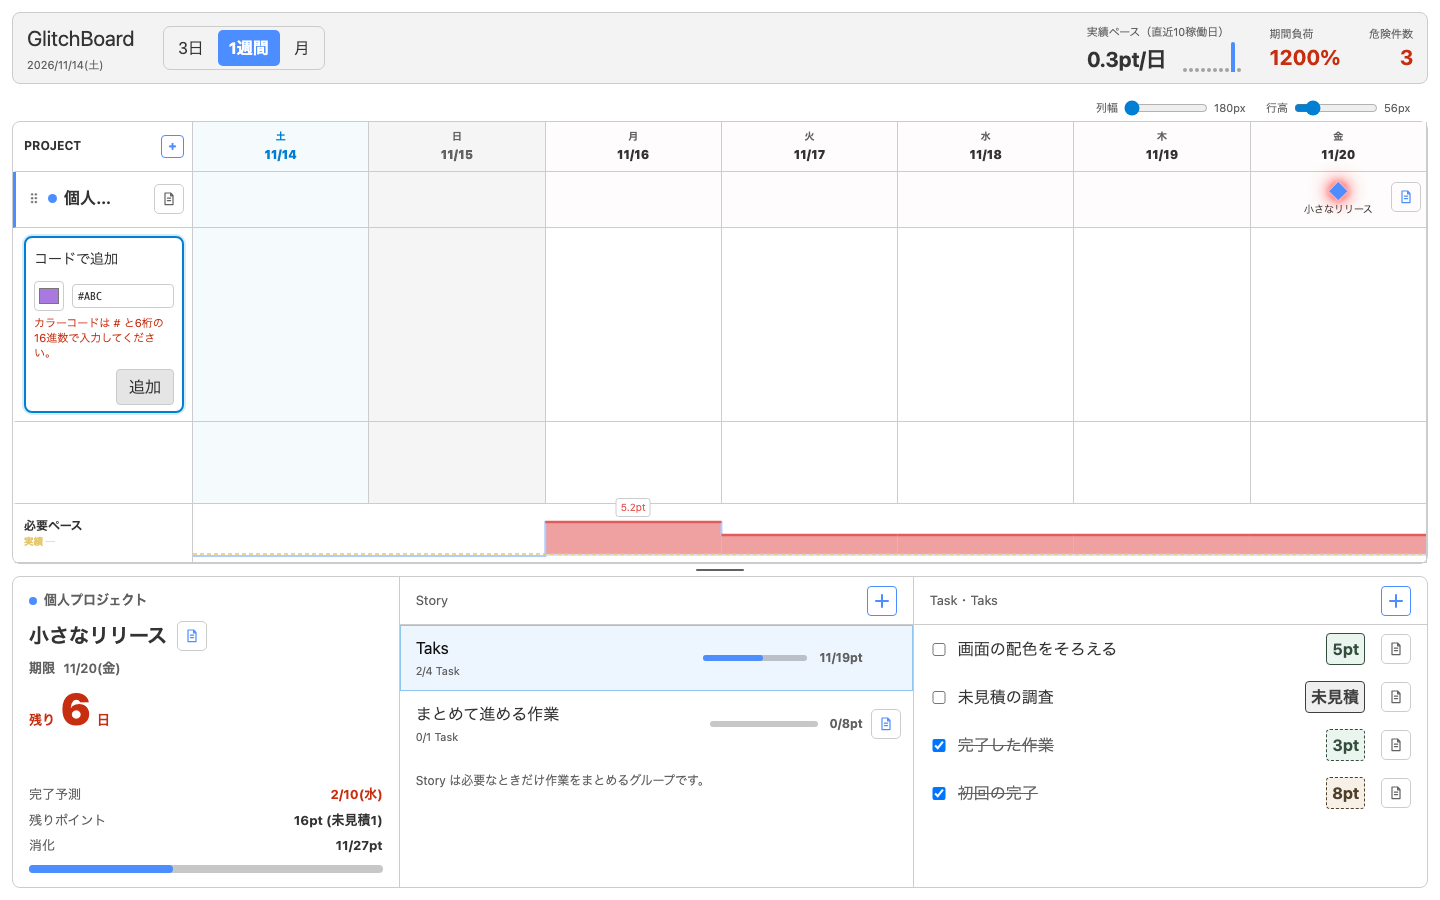 GlitchBoard
2026/11/14(土)
3日 1週間 月
実績ペース（直近10稼働日）
0.3pt/日
期間負荷
1200%
危険件数
3
列幅 180px 行高 56px
PROJECT +
土 11/14
日 11/15
月 11/16
火 11/17
水 11/18
木 11/19
金 11/20
個人...
小さなリリース
コードで追加
#ABC
カラーコードは # と6桁の
16進数で入力してくださ
い。
追加
必要ペース
実績 —
5.2pt
個人プロジェクト
小さなリリース
期限 11/20(金)
残り 6 日
完了予測 2/10(水)
残りポイント 16pt (未見積1)
消化 11/27pt
Story
Taks
2/4 Task
11/19pt
まとめて進める作業
0/1 Task
0/8pt
Story は必要なときだけ作業をまとめるグループです。
Task・Taks
画面の配色をそろえる 5pt
未見積の調査 未見積
完了した作業 3pt
初回の完了 8pt